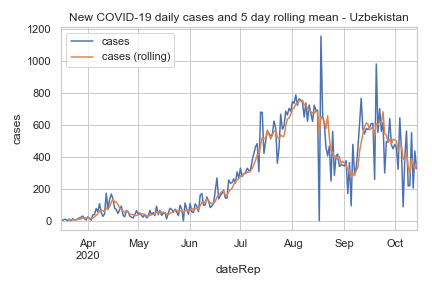 New COVID-19 daily cases and 5 day rolling mean - Uzbekistan
cases
cases (rolling)
1200
1000
800
600
400
200
0
cases
Apr
2020
May
Jun
Jul
Aug
Sep
Oct
dateRep